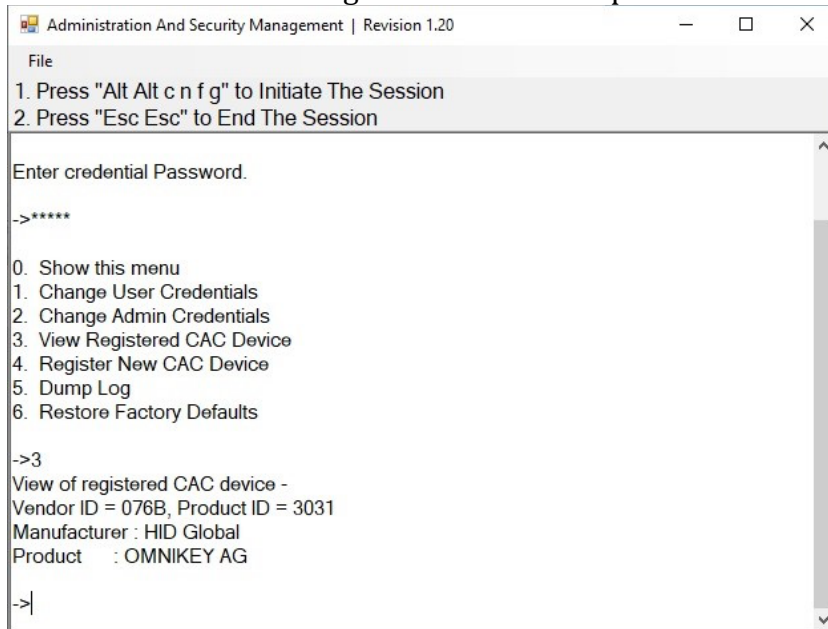 Administration And Security Management | Revision 1.20
File
1. Press "Alt Alt c n f g" to Initiate The Session
2. Press "Esc Esc" to End The Session
Enter credential Password.
->*****
0. Show this menu
1. Change User Credentials
2. Change Admin Credentials
3. View Registered CAC Device
4. Register New CAC Device
5. Dump Log
6. Restore Factory Defaults
->3
View of registered CAC device -
Vendor ID = 076B, Product ID = 3031
Manufacturer : HID Global
Product : OMNIKEY AG
->